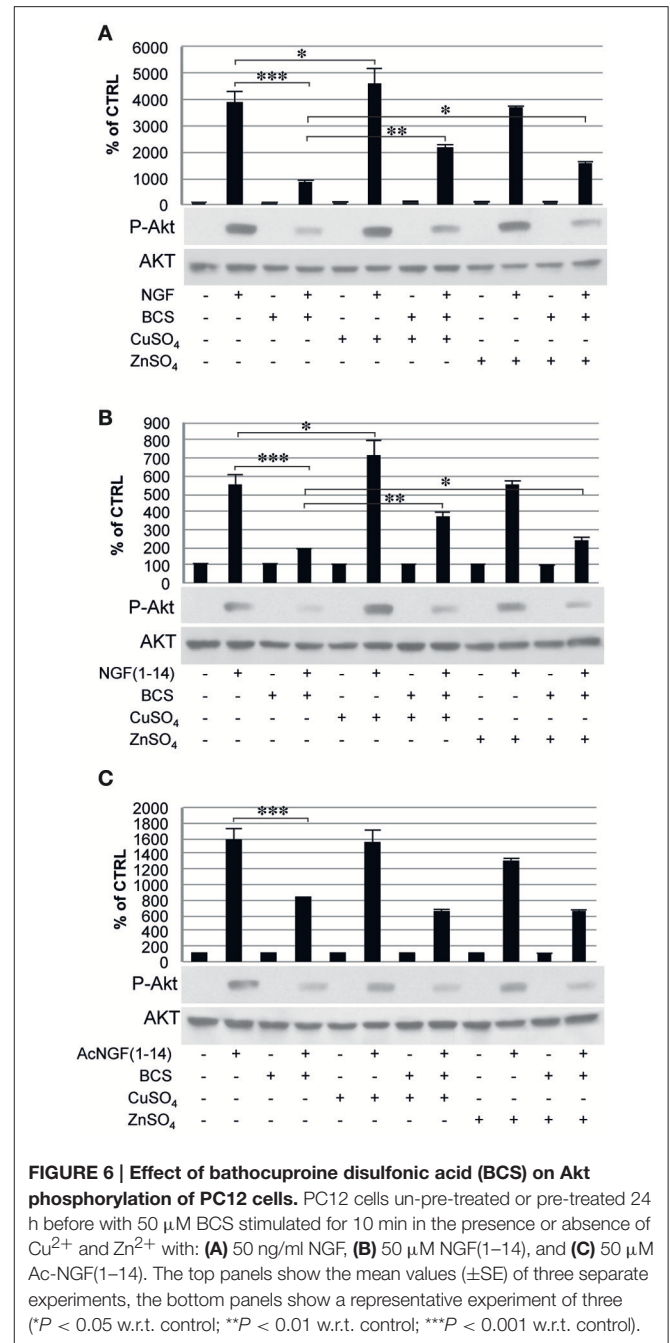 A
6000
5000
4000
3000
2000
1000
0
% of CTRL
*
***
*
**
P-Akt
AKT
NGF - + - + - + - + - + - +
BCS - - + + - - + + - - + +
CuSO4 - - - - + + + + - - - -
ZnSO4 - - - - - - - - + + + +
B
900
800
700
600
500
400
300
200
100
0
% of CTRL
*
***
*
**
P-Akt
AKT
NGF(1-14) - + - + - + - + - + - +
BCS - - + + - - + + - - + +
CuSO4 - - - - + + + + - - - -
ZnSO4 - - - - - - - - + + + +
C
2000
1800
1600
1400
1200
1000
800
600
400
200
0
% of CTRL
***
P-Akt
AKT
AcNGF(1-14) - + - + - + - + - + - +
BCS - - + + - - + + - - + +
CuSO4 - - - - + + + + - - - -
ZnSO4 - - - - - - - - + + + +
FIGURE 6 | Effect of bathocuproine disulfonic acid (BCS) on Akt
phosphorylation of PC12 cells. PC12 cells un-pre-treated or pre-treated 24
h before with 50 μM BCS stimulated for 10 min in the presence or absence of
Cu2+ and Zn2+ with: (A) 50 ng/ml NGF, (B) 50 μM NGF(1–14), and (C) 50 μM
Ac-NGF(1–14). The top panels show the mean values (±SE) of three separate
experiments, the bottom panels show a representative experiment of three
(*P < 0.05 w.r.t. control; **P < 0.01 w.r.t. control; ***P < 0.001 w.r.t. control).